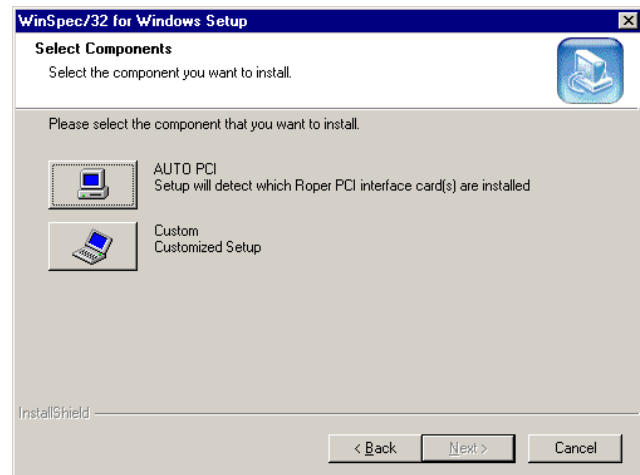 WinSpec/32 for Windows Setup
Select Components
Select the component you want to install.
Please select the component that you want to install.
AUTO PCI
Setup will detect which Roper PCI interface card(s) are installed
Custom
Customized Setup
InstallShield
< Back
Next >
Cancel